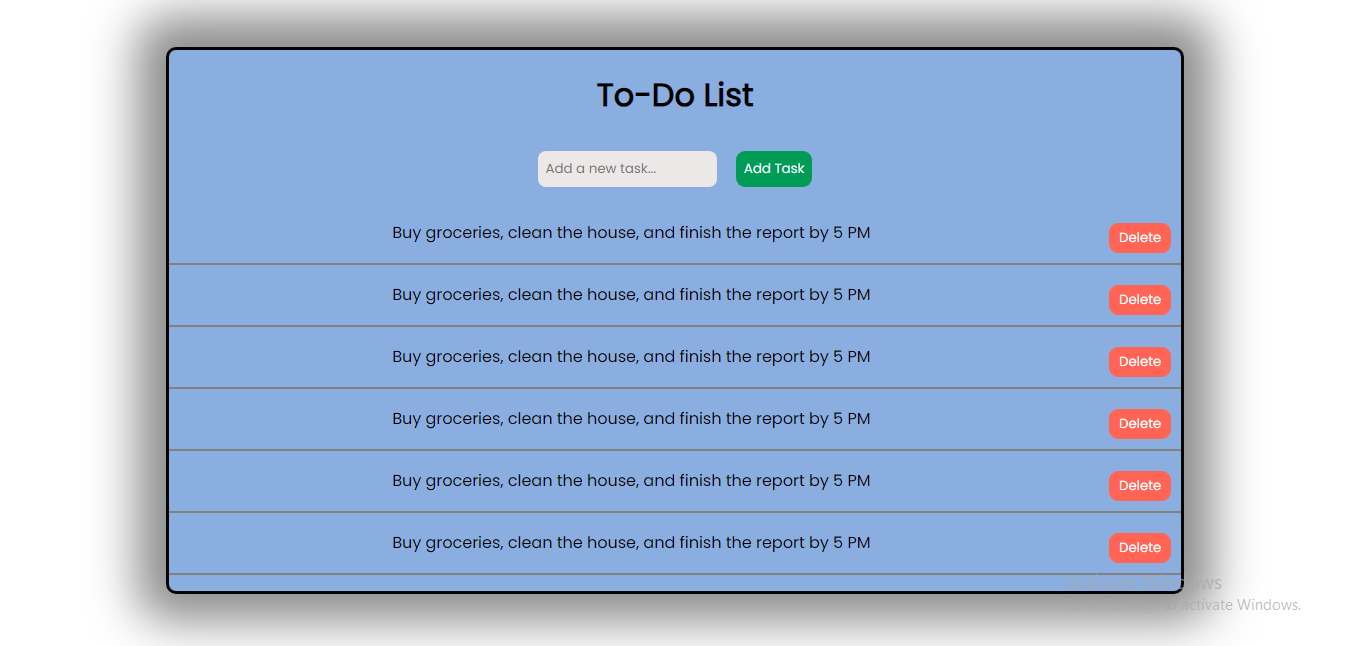 To-Do List
Add a new task...
Add Task
Buy groceries, clean the house, and finish the report by 5 PM
Delete
Buy groceries, clean the house, and finish the report by 5 PM
Delete
Buy groceries, clean the house, and finish the report by 5 PM
Delete
Buy groceries, clean the house, and finish the report by 5 PM
Delete
Buy groceries, clean the house, and finish the report by 5 PM
Delete
Buy groceries, clean the house, and finish the report by 5 PM
Delete
Activate Windows
to activate Windows.